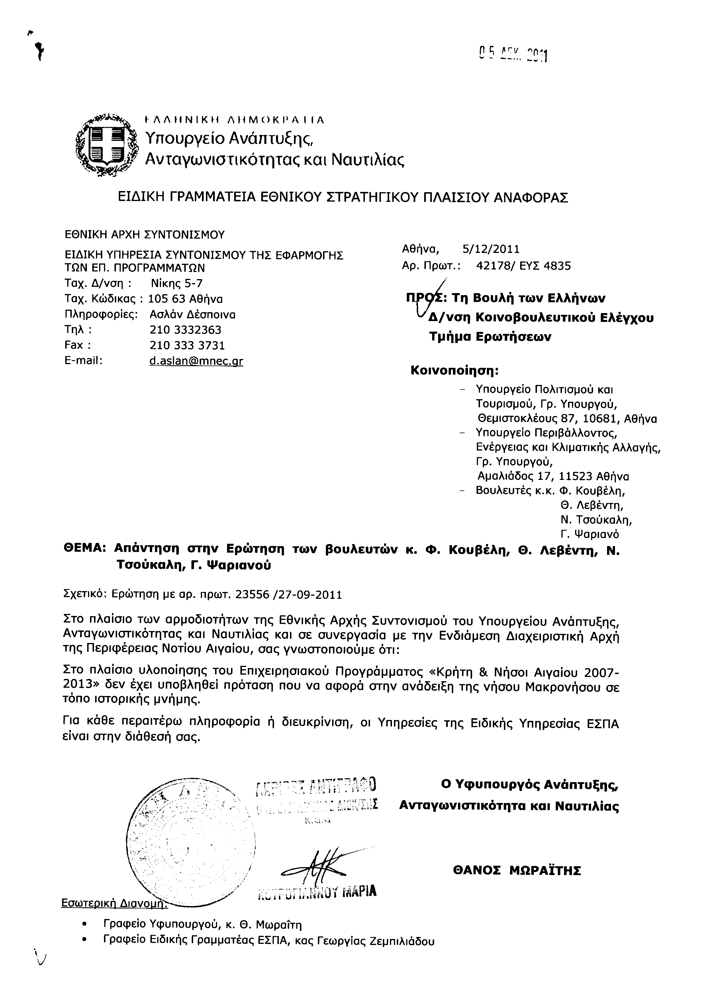 05 ΔΕΚ. 2011
ΕΛΛΗΝΙΚΗ ΔΗΜΟΚΡΑΤΙΑ
Υπουργείο Ανάπτυξης,
Ανταγωνιστικότητας και Ναυτιλίας
ΕΙΔΙΚΗ ΓΡΑΜΜΑΤΕΙΑ ΕΘΝΙΚΟΥ ΣΤΡΑΤΗΓΙΚΟΥ ΠΛΑΙΣΙΟΥ ΑΝΑΦΟΡΑΣ
ΕΘΝΙΚΗ ΑΡΧΗ ΣΥΝΤΟΝΙΣΜΟΥ
ΕΙΔΙΚΗ ΥΠΗΡΕΣΙΑ ΣΥΝΤΟΝΙΣΜΟΥ ΤΗΣ ΕΦΑΡΜΟΓΗΣ
ΤΩΝ ΕΠ. ΠΡΟΓΡΑΜΜΑΤΩΝ
Ταχ. Δ/νση : Νίκης 5-7
Ταχ. Κώδικας : 105 63 Αθήνα
Πληροφορίες: Ασλάν Δέσποινα
Τηλ : 210 3332363
Fax : 210 333 3731
E-mail: d.aslan@mnec.gr
Αθήνα, 5/12/2011
Αρ. Πρωτ.: 42178/ ΕΥΣ 4835
ΠΡΟΣ: Τη Βουλή των Ελλήνων
Δ/νση Κοινοβουλευτικού Ελέγχου
Τμήμα Ερωτήσεων
Κοινοποίηση:
- Υπουργείο Πολιτισμού και
Τουρισμού, Γρ. Υπουργού,
Θεμιστοκλέους 87, 10681, Αθήνα
- Υπουργείο Περιβάλλοντος,
Ενέργειας και Κλιματικής Αλλαγής,
Γρ. Υπουργού,
Αμαλιάδος 17, 11523 Αθήνα
- Βουλευτές κ.κ. Φ. Κουβέλη,
Θ. Λεβέντη,
Ν. Τσούκαλη,
Γ. Ψαριανό
ΘΕΜΑ: Απάντηση στην Ερώτηση των βουλευτών κ. Φ. Κουβέλη, Θ. Λεβέντη, Ν.
Τσούκαλη, Γ. Ψαριανού
Σχετικό: Ερώτηση με αρ. πρωτ. 23556 /27-09-2011
Στο πλαίσιο των αρμοδιοτήτων της Εθνικής Αρχής Συντονισμού του Υπουργείου Ανάπτυξης,
Ανταγωνιστικότητας και Ναυτιλίας και σε συνεργασία με την Ενδιάμεση Διαχειριστική Αρχή
της Περιφέρειας Νοτίου Αιγαίου, σας γνωστοποιούμε ότι:
Στο πλαίσιο υλοποίησης του Επιχειρησιακού Προγράμματος «Κρήτη & Νήσοι Αιγαίου 2007-
2013» δεν έχει υποβληθεί πρόταση που να αφορά στην ανάδειξη της νήσου Μακρονήσου σε
τόπο ιστορικής μνήμης.
Για κάθε περαιτέρω πληροφορία ή διευκρίνιση, οι Υπηρεσίες της Ειδικής Υπηρεσίας ΕΣΠΑ
είναι στην διάθεσή σας.
ΑΚΡΙΒΕΣ ΑΝΤΙΓΡΑΦΟ
κ.α.α
ΜΑΡΙΑ
Ο Υφυπουργός Ανάπτυξης,
Ανταγωνιστικότητα και Ναυτιλίας
ΘΑΝΟΣ ΜΩΡΑΪΤΗΣ
Εσωτερική Διανομή:
• Γραφείο Υφυπουργού, κ. Θ. Μωραΐτη
• Γραφείο Ειδικής Γραμματέας ΕΣΠΑ, κας Γεωργίας Ζεμπιλιάδου